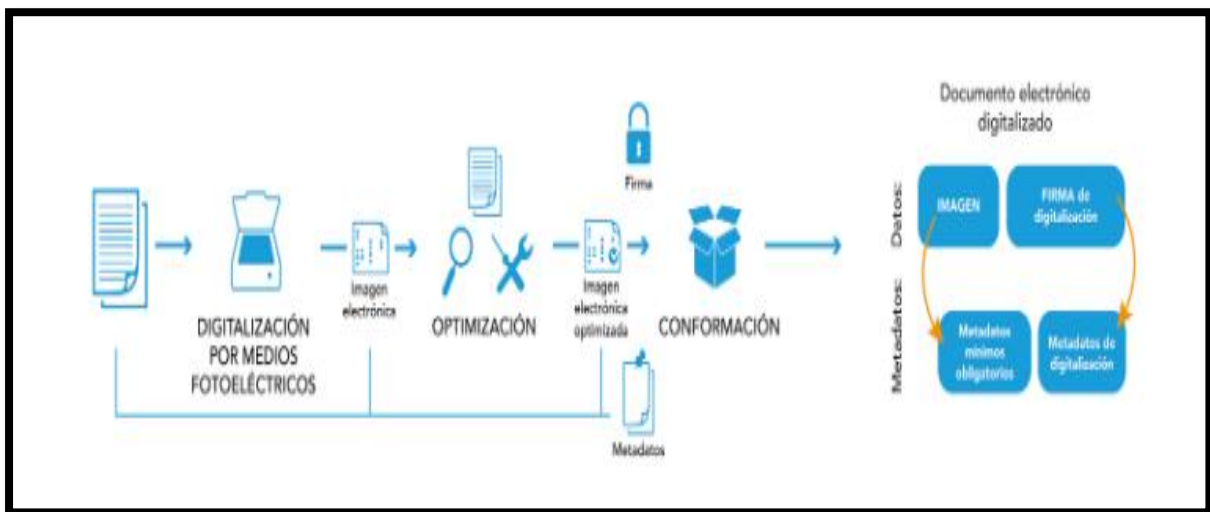 DIGITALIZACIÓN
POR MEDIOS
FOTOELÉCTRICOS
Imagen
electrónica
OPTIMIZACIÓN
Imagen
electrónica
optimizada
Firma
CONFORMACIÓN
Metadatos
Documento electrónico
digitalizado
Datos:
IMAGEN
FIRMA de
digitalización
Metadatos:
Metadatos
mínimos
obligatorios
Metadatos de
digitalización